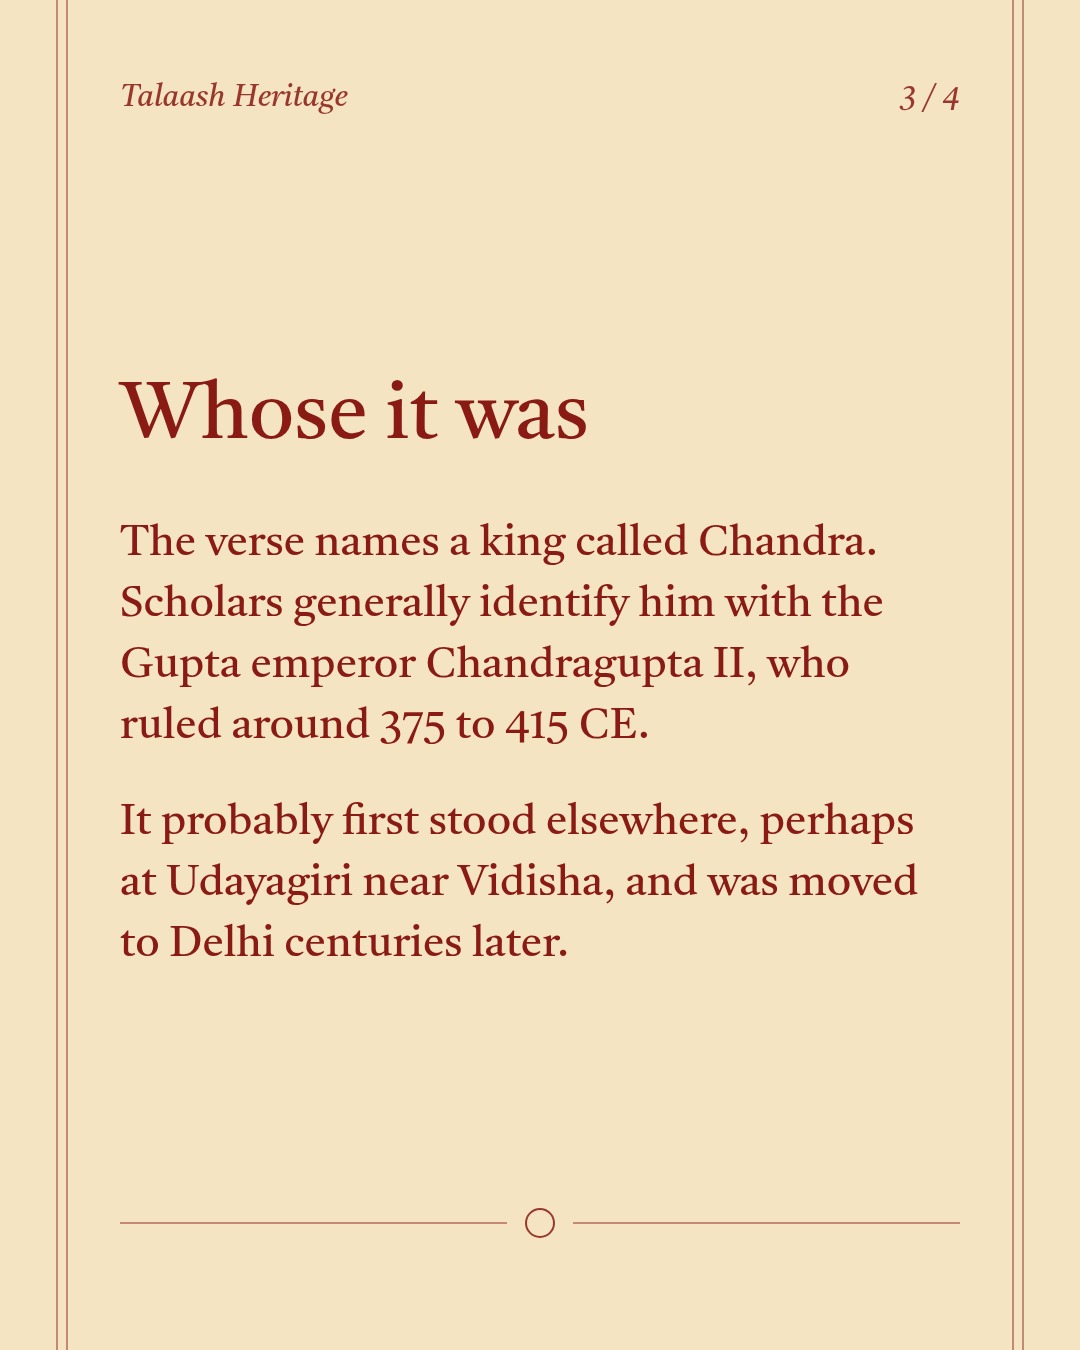 Talaash Heritage
3 / 4
Whose it was
The verse names a king called Chandra.
Scholars generally identify him with the
Gupta emperor Chandragupta II, who
ruled around 375 to 415 CE.
It probably first stood elsewhere, perhaps
at Udayagiri near Vidisha, and was moved
to Delhi centuries later.